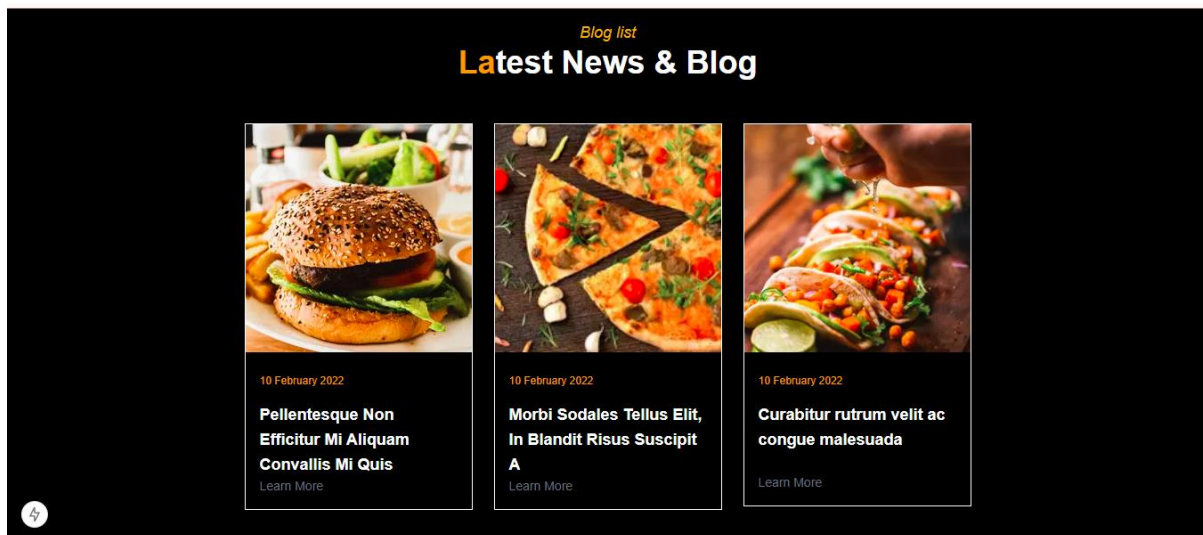 Blog list
Latest News & Blog
10 February 2022
Pellentesque Non
Efficitur Mi Aliquam
Convallis Mi Quis
Learn More
10 February 2022
Morbi Sodales Tellus Elit,
In Blandit Risus Suscipit
A
Learn More
10 February 2022
Curabitur rutrum velit ac
congue malesuada
Learn More